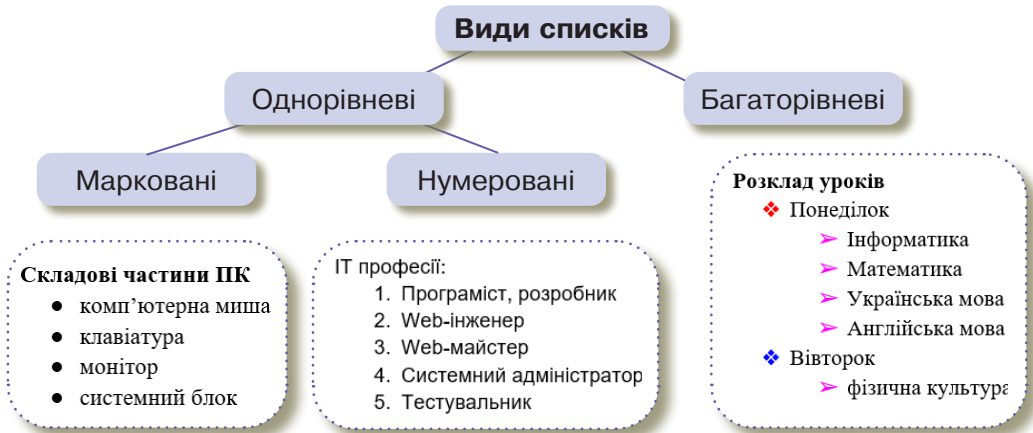 Види списків
Однорівневі
Багаторівневі
Марковані
Нумеровані
Складові частини ПК
● комп’ютерна миша
● клавіатура
● монітор
● системний блок
ІТ професії:
1. Програміст, розробник
2. Web-інженер
3. Web-майстер
4. Системний адміністратор
5. Тестувальник
Розклад уроків
❖ Понеділок
➢ Інформатика
➢ Математика
➢ Українська мова
➢ Англійська мова
❖ Вівторок
➢ фізична культура